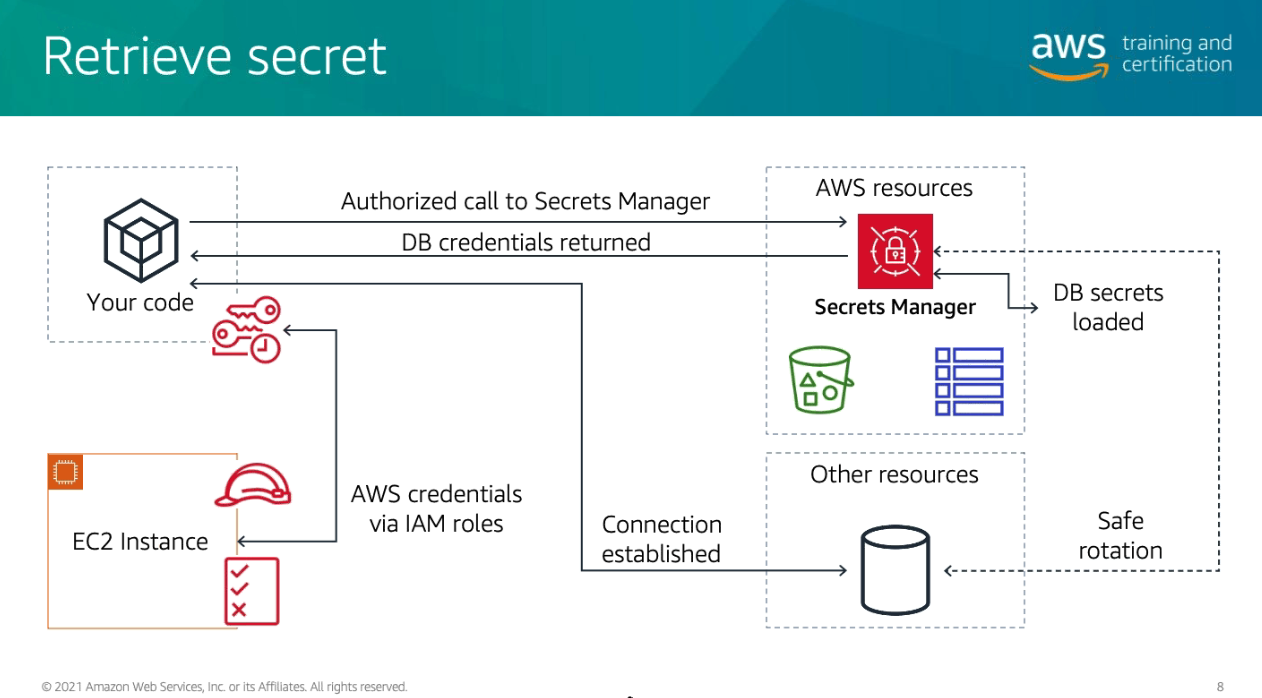 Retrieve secret
aws
training and
certification
Authorized call to Secrets Manager
DB credentials returned
Your code
AWS resources
Secrets Manager
DB secrets
loaded
EC2 Instance
AWS credentials
via IAM roles
Connection
established
Other resources
Safe
rotation
© 2021 Amazon Web Services, Inc. or its Affiliates. All rights reserved.
8